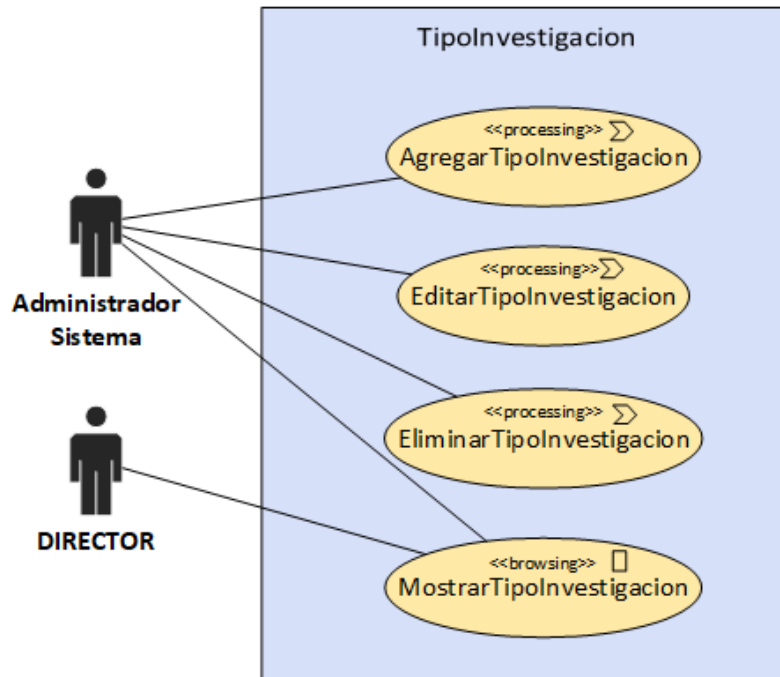 TipoInvestigacion
<<processing>>
AgregarTipoInvestigacion
<<processing>>
EditarTipoInvestigacion
Administrador
Sistema
<<processing>>
EliminarTipoInvestigacion
DIRECTOR
<<browsing>>
MostrarTipoInvestigacion